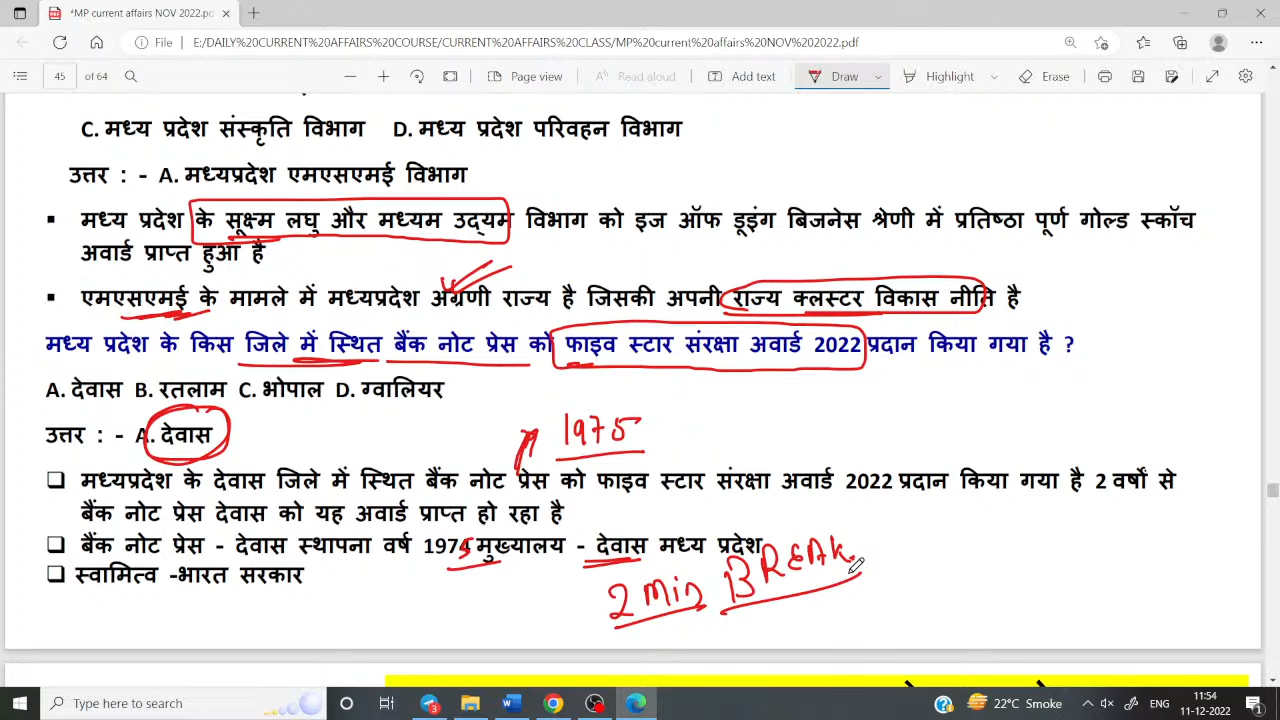 *MP current affairs NOV 2022.pdf
File E:/DAILY%20CURRENT%20AFFAIRS%20COURSE/CURRENT%20AFFAIRS%20CLASS/MP%20current%20affairs%20NOV%202022.pdf
45 of 64 Page view Read aloud Add text Draw Highlight Erase
C. मध्य प्रदेश संस्कृति विभाग D. मध्य प्रदेश परिवहन विभाग
उत्तर : - A. मध्यप्रदेश एमएसएमई विभाग
▪ मध्य प्रदेश के सूक्ष्म लघु और मध्यम उद्यम विभाग को इज ऑफ डूइंग बिजनेस श्रेणी में प्रतिष्ठा पूर्ण गोल्ड स्कॉच
अवार्ड प्राप्त हुआ है
▪ एमएसएमई के मामले में मध्यप्रदेश अग्रणी राज्य है जिसकी अपनी राज्य क्लस्टर विकास नीति है
मध्य प्रदेश के किस जिले में स्थित बैंक नोट प्रेस को फाइव स्टार संरक्षा अवार्ड 2022 प्रदान किया गया है ?
A. देवास B. रतलाम C. भोपाल D. ग्वालियर
उत्तर : - A. देवास
1975
❑ मध्यप्रदेश के देवास जिले में स्थित बैंक नोट प्रेस को फाइव स्टार संरक्षा अवार्ड 2022 प्रदान किया गया है 2 वर्षों से
बैंक नोट प्रेस देवास को यह अवार्ड प्राप्त हो रहा है
❑ बैंक नोट प्रेस - देवास स्थापना वर्ष 1974 मुख्यालय - देवास मध्य प्रदेश
5
❑ स्वामित्व -भारत सरकार
2 Min BREAK
Type here to search 3 22°C Smoke ENG 11:54
11-12-2022 1